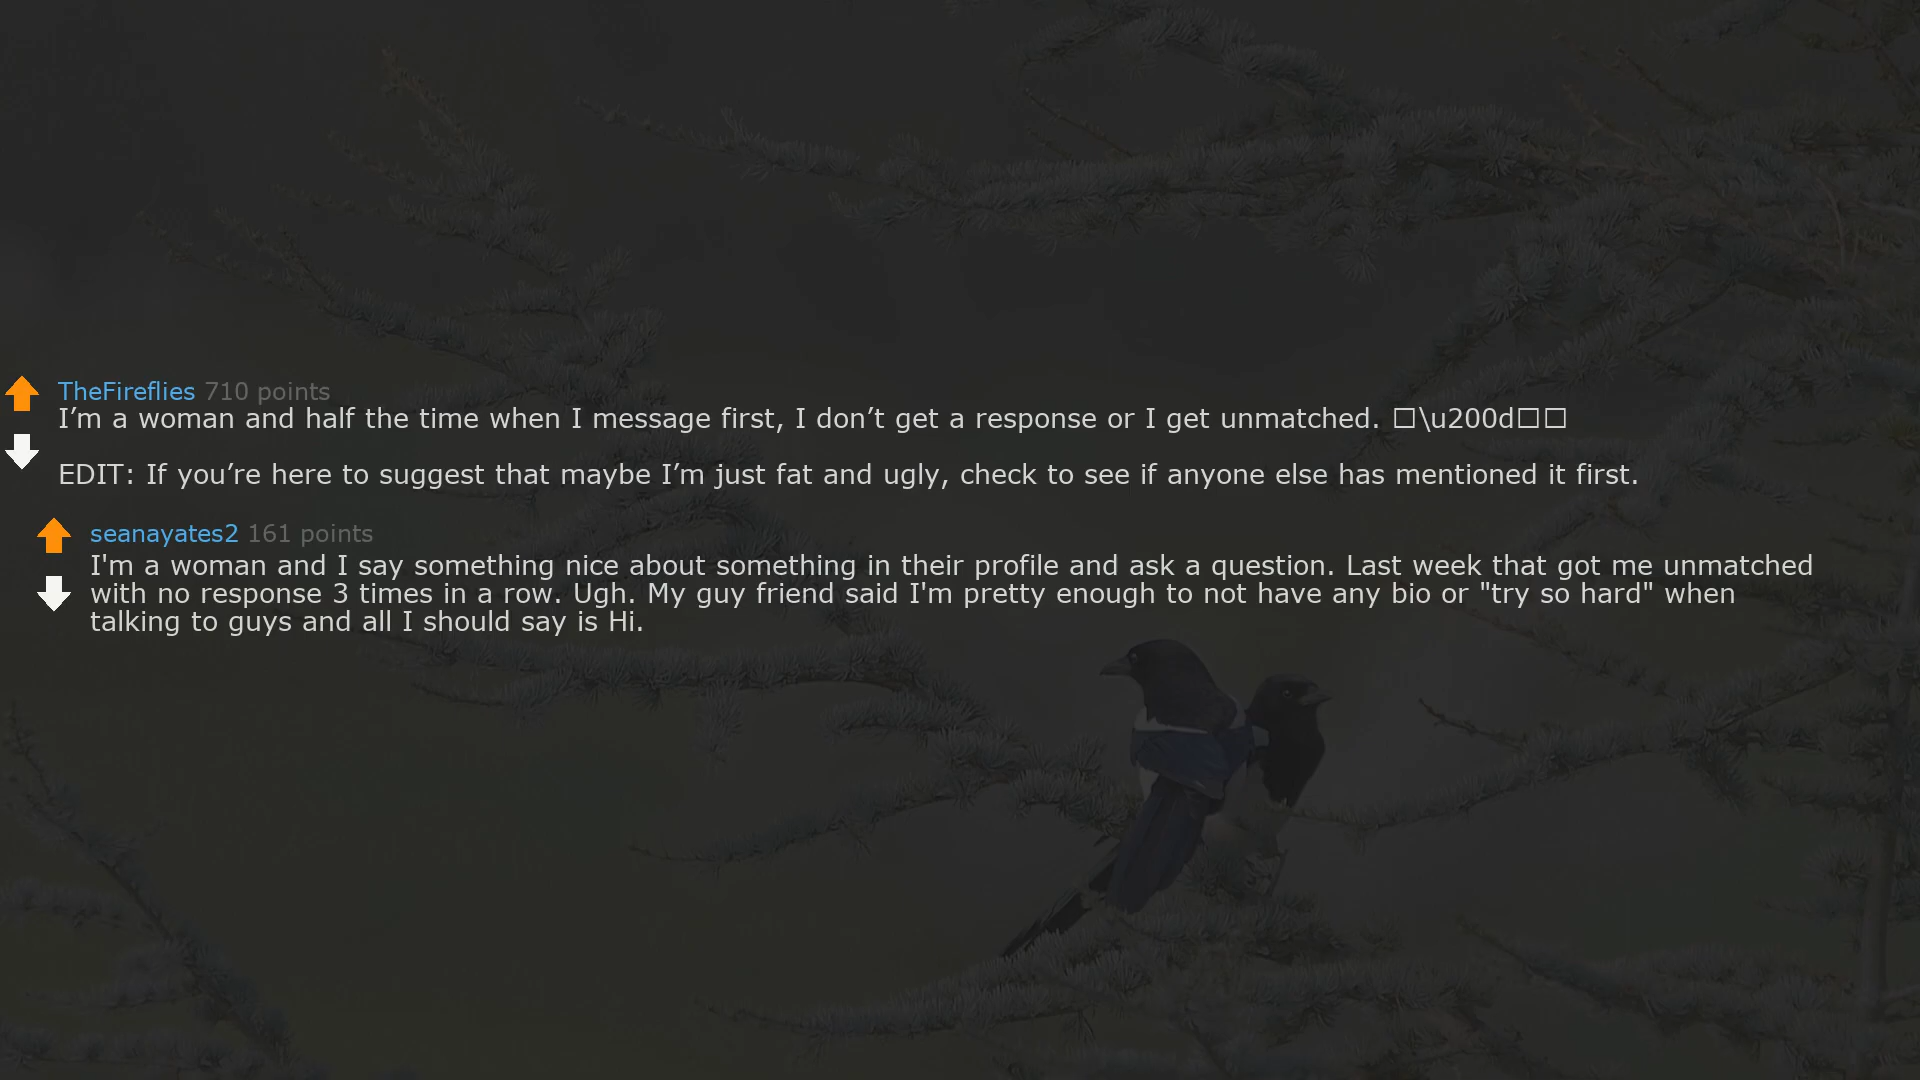 TheFireflies 710 points
I’m a woman and half the time when I message first, I don’t get a response or I get unmatched. □\u200d□□
EDIT: If you’re here to suggest that maybe I’m just fat and ugly, check to see if anyone else has mentioned it first.
seanayates2 161 points
I'm a woman and I say something nice about something in their profile and ask a question. Last week that got me unmatched
with no response 3 times in a row. Ugh. My guy friend said I'm pretty enough to not have any bio or "try so hard" when
talking to guys and all I should say is Hi.